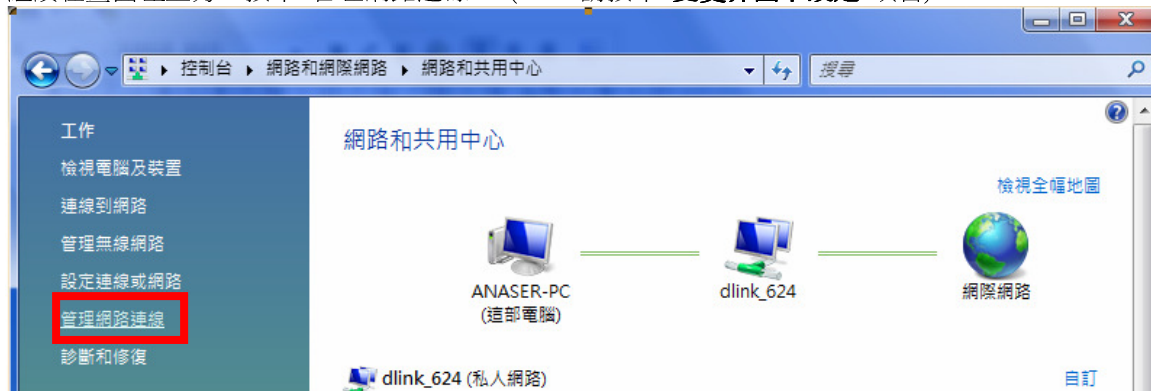 控制台 ▸ 網路和網際網路 ▸ 網路和共用中心
搜尋
工作
檢視電腦及裝置
連線到網路
管理無線網路
設定連線或網路
管理網路連線
診斷和修復
網路和共用中心
檢視全幅地圖
ANASER-PC
(這部電腦)
dlink_624
網際網路
dlink_624 (私人網路)
自訂